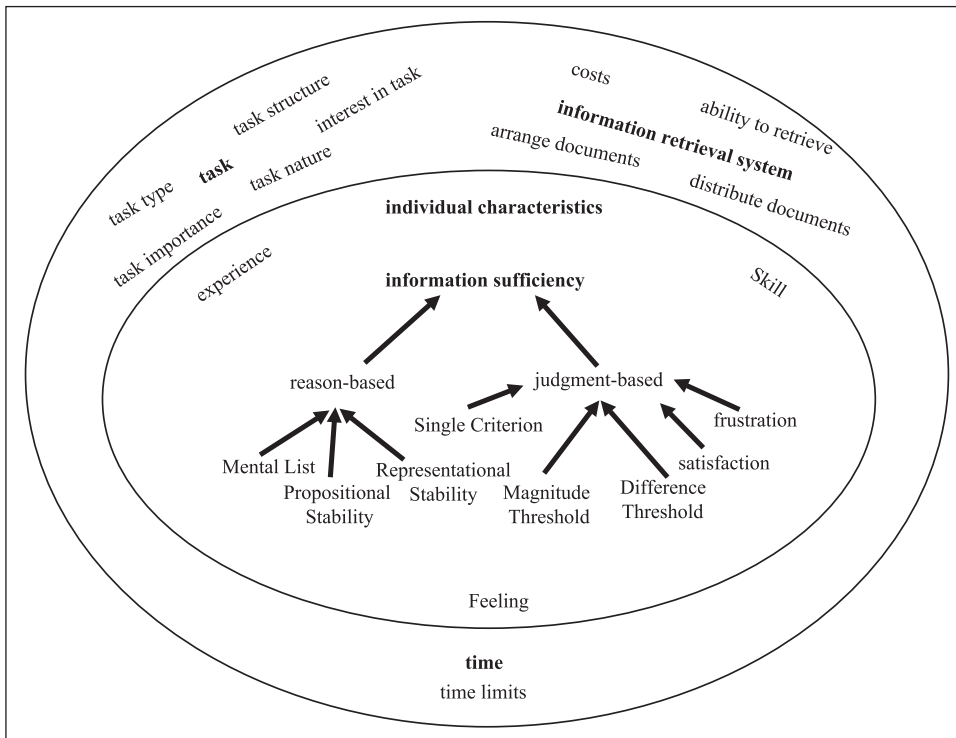 task structure
interest in task
task type
task
task nature
task importance
costs
ability to retrieve
information retrieval system
arrange documents
distribute documents
individual characteristics
experience
Skill
information sufficiency
reason-based
judgment-based
Single Criterion
frustration
satisfaction
Mental List
Propositional
Stability
Representational
Stability
Magnitude
Threshold
Difference
Threshold
Feeling
time
time limits